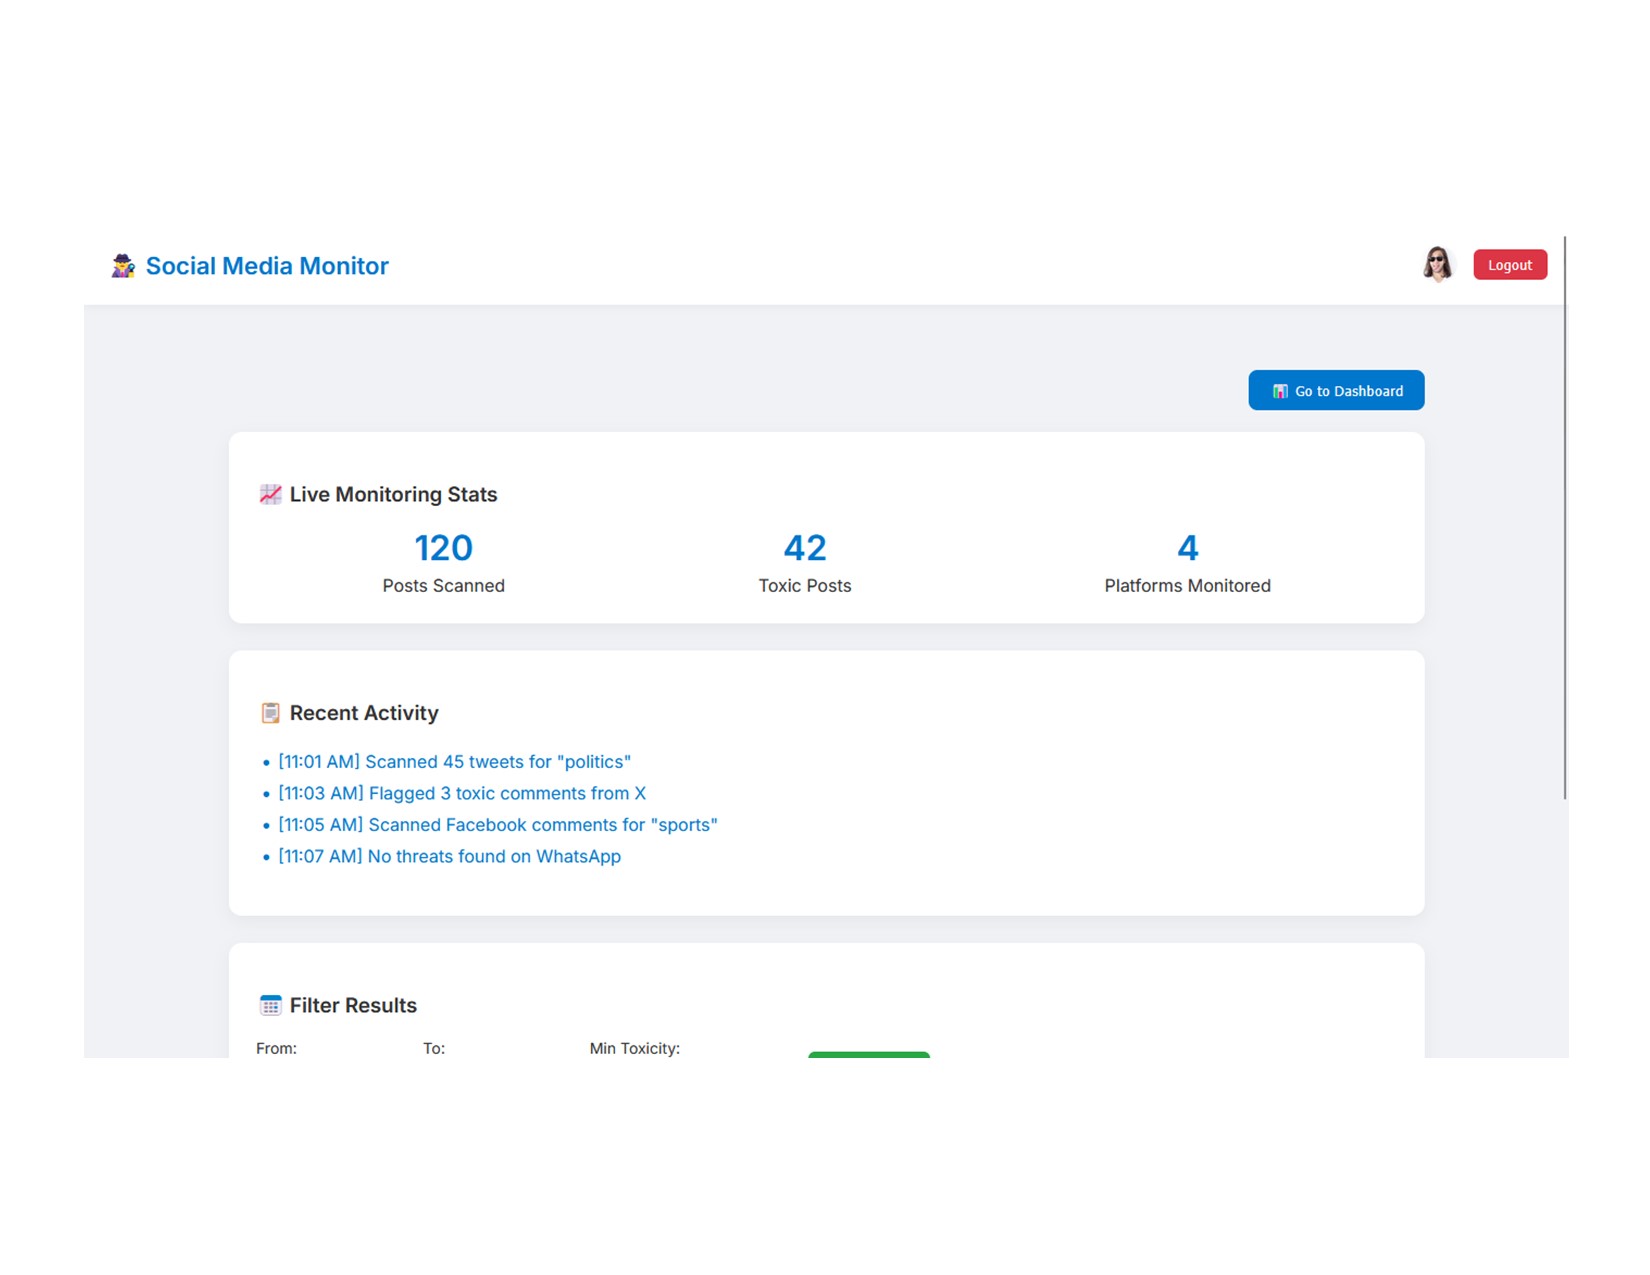 Social Media Monitor
Logout
Go to Dashboard
Live Monitoring Stats
120 42 4
Posts Scanned Toxic Posts Platforms Monitored
Recent Activity
• [11:01 AM] Scanned 45 tweets for "politics"
• [11:03 AM] Flagged 3 toxic comments from X
• [11:05 AM] Scanned Facebook comments for "sports"
• [11:07 AM] No threats found on WhatsApp
Filter Results
From: To: Min Toxicity: